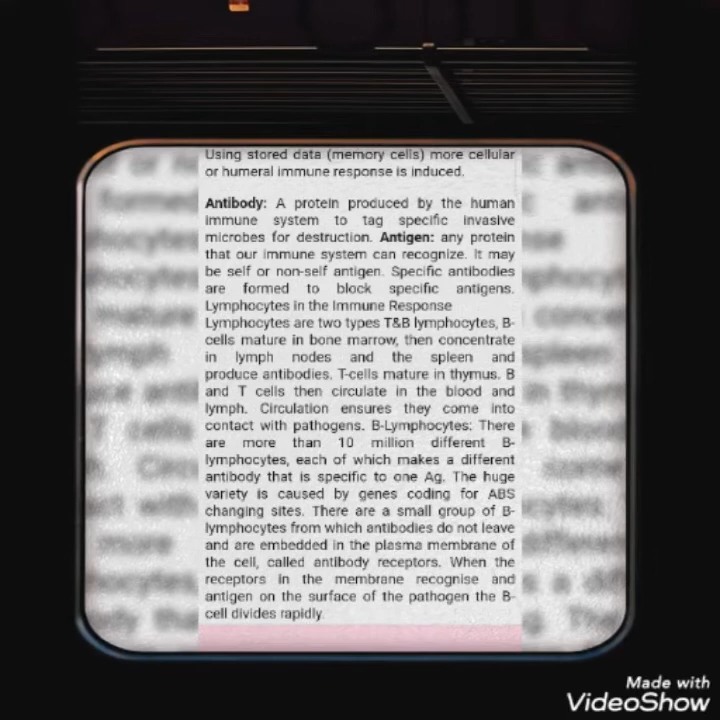 Using stored data (memory cells) more cellular
or humeral immune response is induced.
Antibody: A protein produced by the human
immune system to tag specific invasive
microbes for destruction. Antigen: any protein
that our immune system can recognize. It may
be self or non-self antigen. Specific antibodies
are formed to block specific antigens.
Lymphocytes in the Immune Response
Lymphocytes are two types T&B lymphocytes, B-
cells mature in bone marrow, then concentrate
in lymph nodes and the spleen and
produce antibodies. T-cells mature in thymus. B
and T cells then circulate in the blood and
lymph. Circulation ensures they come into
contact with pathogens. B-Lymphocytes: There
are more than 10 million different B-
lymphocytes, each of which makes a different
antibody that is specific to one Ag. The huge
variety is caused by genes coding for ABS
changing sites. There are a small group of B-
lymphocytes from which antibodies do not leave
and are embedded in the plasma membrane of
the cell, called antibody receptors. When the
receptors in the membrane recognise and
antigen on the surface of the pathogen the B-
cell divides rapidly.
Made with
VideoShow